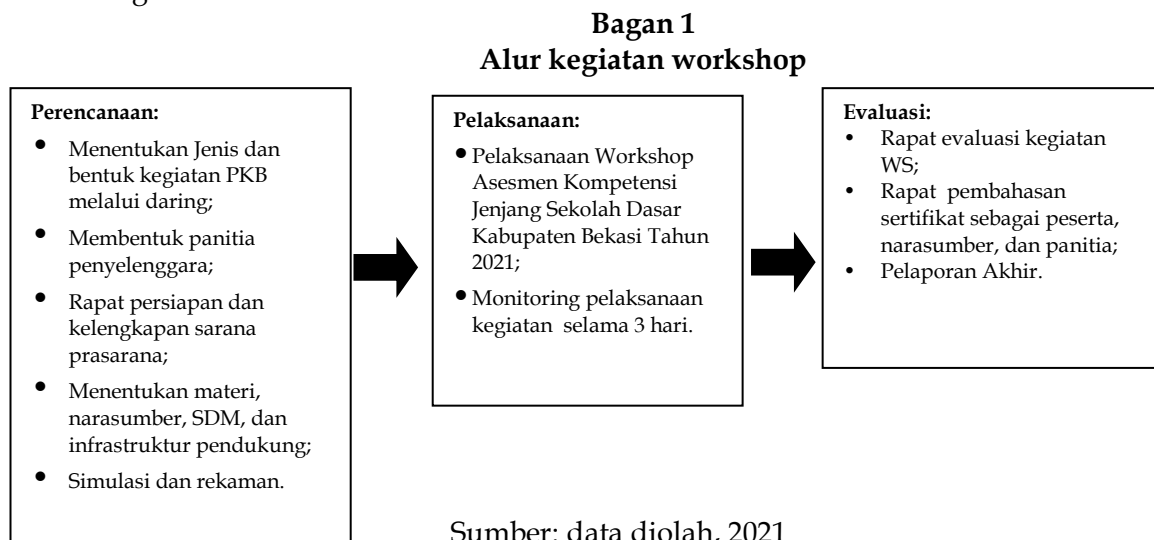 Bagan 1
Alur kegiatan workshop
Perencanaan:
• Menentukan Jenis dan
bentuk kegiatan PKB
melalui daring;
• Membentuk panitia
penyelenggara;
• Rapat persiapan dan
kelengkapan sarana
prasarana;
• Menentukan materi,
narasumber, SDM, dan
infrastruktur pendukung;
• Simulasi dan rekaman.
Pelaksanaan:
• Pelaksanaan Workshop
Asesmen Kompetensi
Jenjang Sekolah Dasar
Kabupaten Bekasi Tahun
2021;
• Monitoring pelaksanaan
kegiatan selama 3 hari.
Evaluasi:
• Rapat evaluasi kegiatan
WS;
• Rapat pembahasan
sertifikat sebagai peserta,
narasumber, dan panitia;
• Pelaporan Akhir.
Sumber: data diolah, 2021